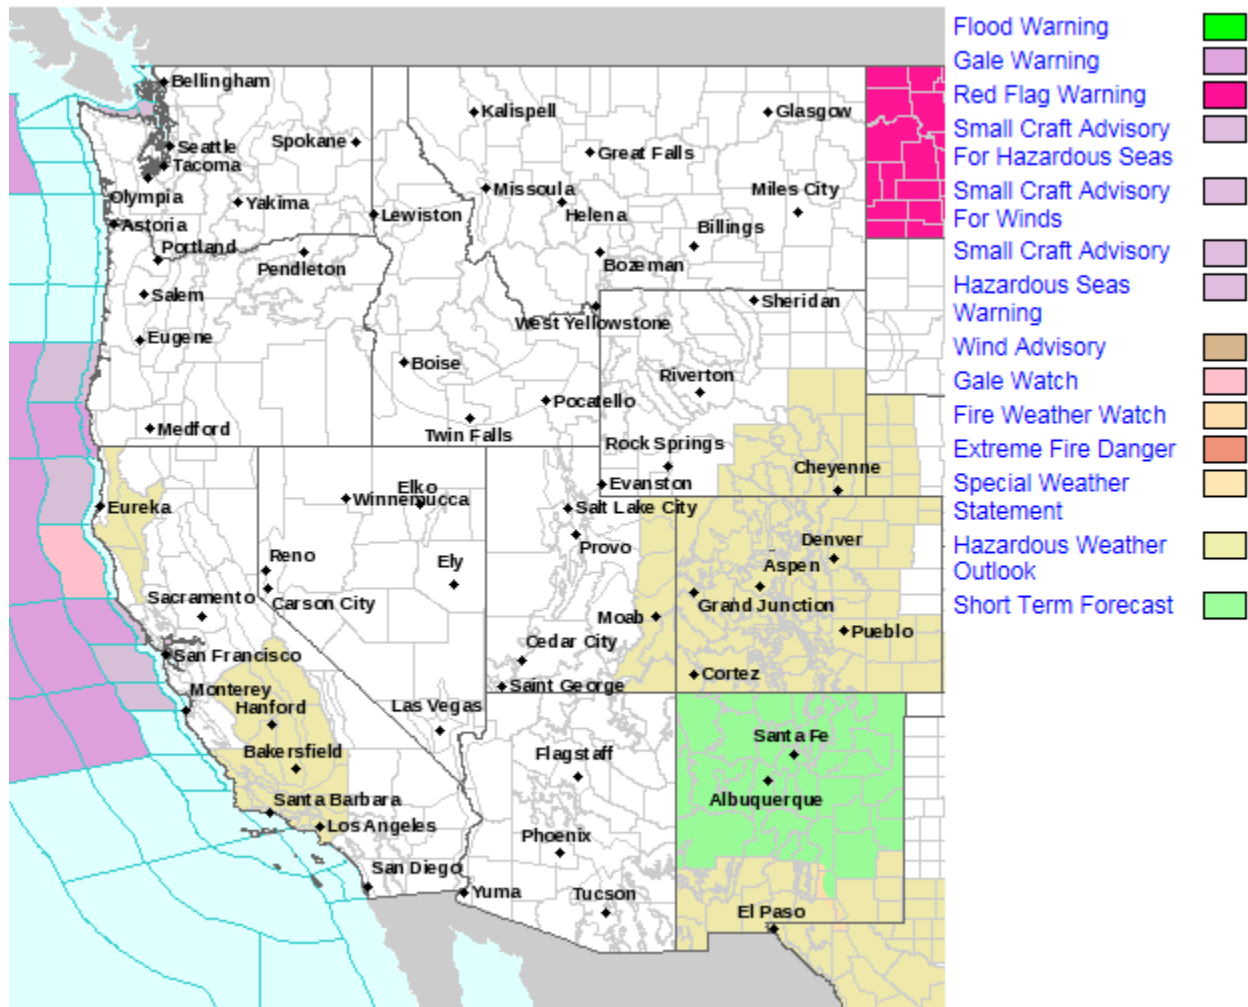 Bellingham
Kalispell
Glasgow
Seattle
Spokane
Great Falls
Tacoma
Missoula
Miles City
Olympia
Yakima
Lewiston
Helena
Astoria
Billings
Portland
Pendleton
Bozeman
Salem
Sheridan
West Yellowstone
Eugene
Boise
Riverton
Pocatello
Medford
Twin Falls
Rock Springs
Cheyenne
Evanston
Elko
Winnemucca
Eureka
Salt Lake City
Provo
Denver
Reno
Ely
Aspen
Sacramento
Carson City
Grand Junction
Moab
Pueblo
Cedar City
San Francisco
Cortez
Saint George
Monterey
Hanford
Las Vegas
Santa Fe
Bakersfield
Flagstaff
Santa Barbara
Albuquerque
Los Angeles
Phoenix
San Diego
Yuma
Tucson
El Paso
Flood Warning
Gale Warning
Red Flag Warning
Small Craft Advisory
For Hazardous Seas
Small Craft Advisory
For Winds
Small Craft Advisory
Hazardous Seas
Warning
Wind Advisory
Gale Watch
Fire Weather Watch
Extreme Fire Danger
Special Weather
Statement
Hazardous Weather
Outlook
Short Term Forecast